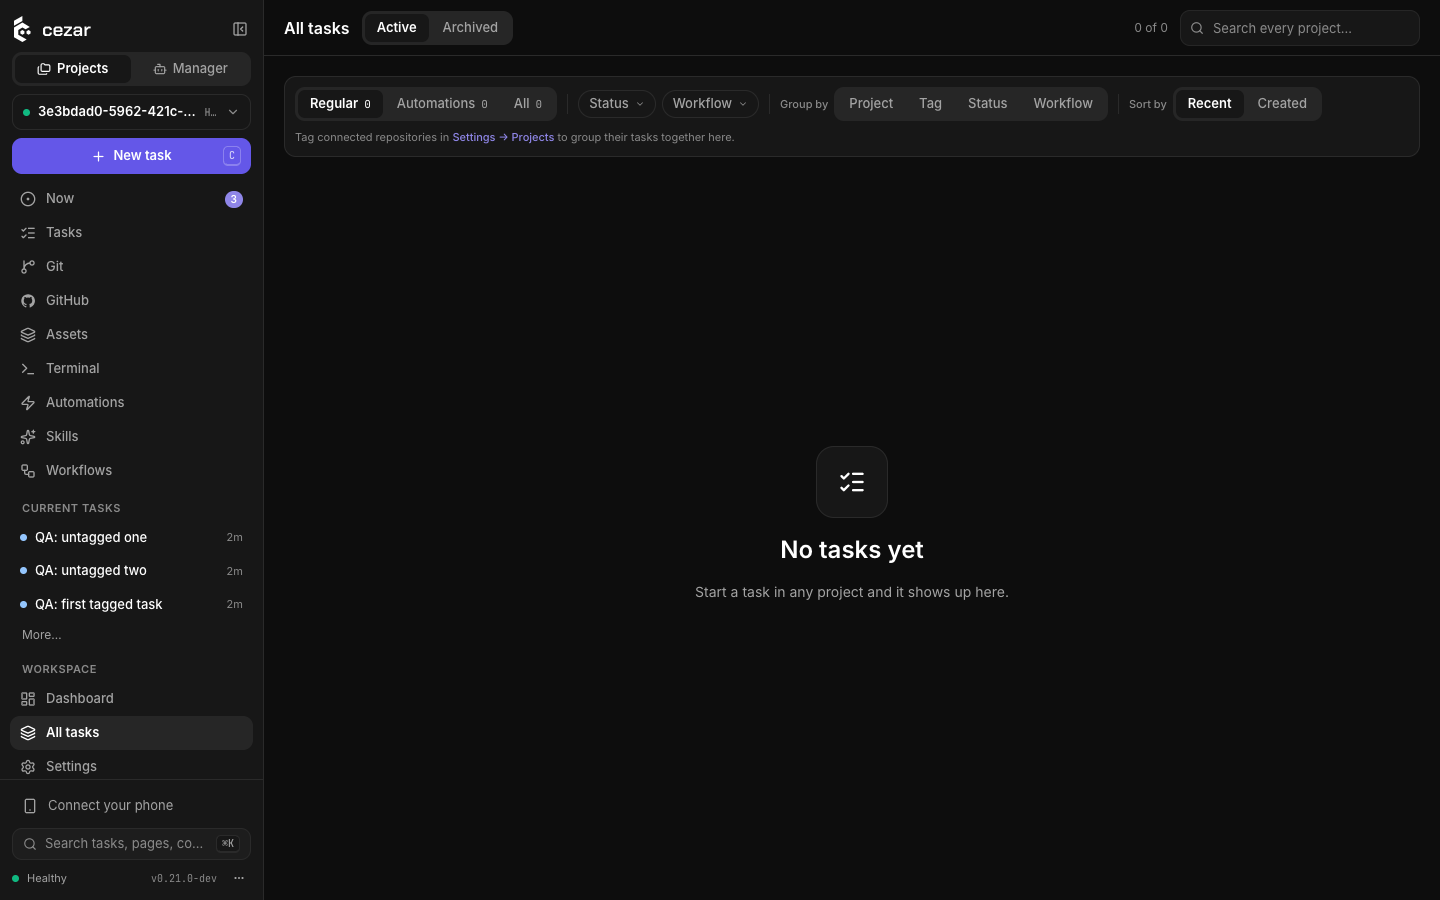 cezar
Projects
Manager
3e3bdad0-5962-421c-... H...
New task C
Now 3
Tasks
Git
GitHub
Assets
Terminal
Automations
Skills
Workflows
CURRENT TASKS
QA: untagged one 2m
QA: untagged two 2m
QA: first tagged task 2m
More...
WORKSPACE
Dashboard
All tasks
Settings
Connect your phone
Search tasks, pages, co... ⌘K
Healthy v0.21.0-dev
All tasks Active Archived 0 of 0 Search every project...
Regular 0 Automations 0 All 0 Status Workflow Group by Project Tag Status Workflow Sort by Recent Created
Tag connected repositories in Settings → Projects to group their tasks together here.
No tasks yet
Start a task in any project and it shows up here.